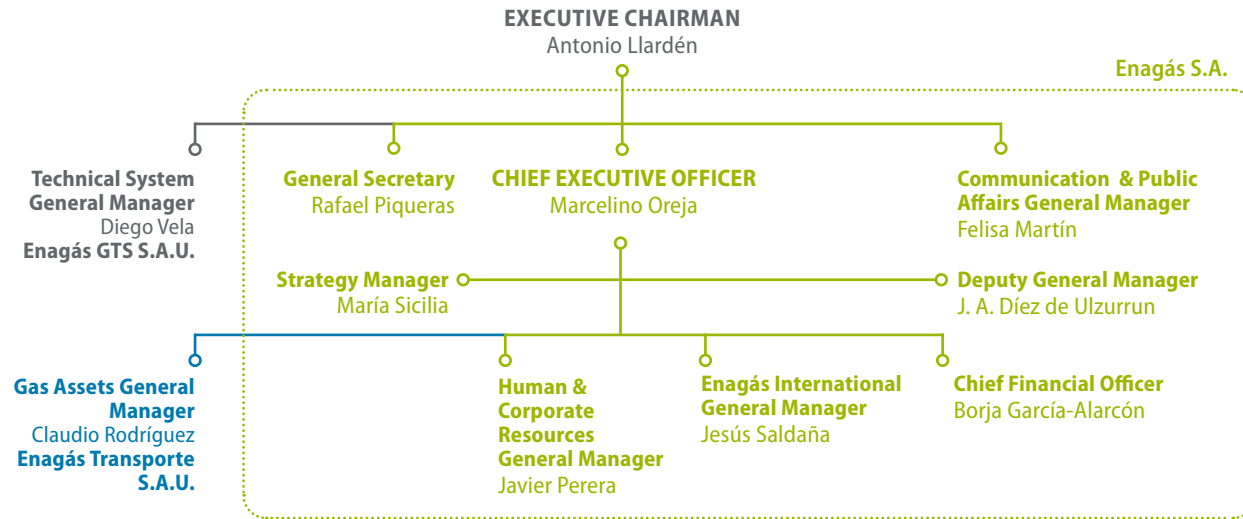 EXECUTIVE CHAIRMAN
Antonio Llardén
Enagás S.A.
Technical System
General Manager
Diego Vela
Enagás GTS S.A.U.
General Secretary
Rafael Piqueras
CHIEF EXECUTIVE OFFICER
Marcelino Oreja
Communication & Public
Affairs General Manager
Felisa Martín
Strategy Manager
María Sicilia
Deputy General Manager
J. A. Díez de Ulzurrun
Gas Assets General
Manager
Claudio Rodríguez
Enagás Transporte
S.A.U.
Human &
Corporate
Resources
General Manager
Javier Perera
Enagás International
General Manager
Jesús Saldaña
Chief Financial Officer
Borja García-Alarcón